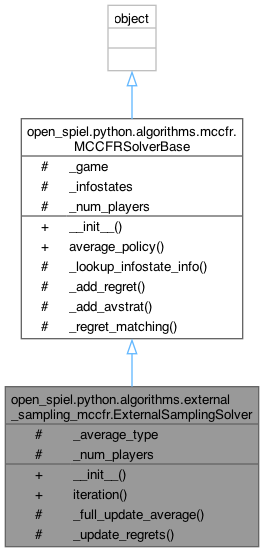 object
open_spiel.python.algorithms.mccfr.
MCCFRSolverBase
# _game
# _infostates
# _num_players
+ __init__()
+ average_policy()
# _lookup_infostate_info()
# _add_regret()
# _add_avstrat()
# _regret_matching()
open_spiel.python.algorithms.external
_sampling_mccfr.ExternalSamplingSolver
# _average_type
# _num_players
+ __init__()
+ iteration()
# _full_update_average()
# _update_regrets()